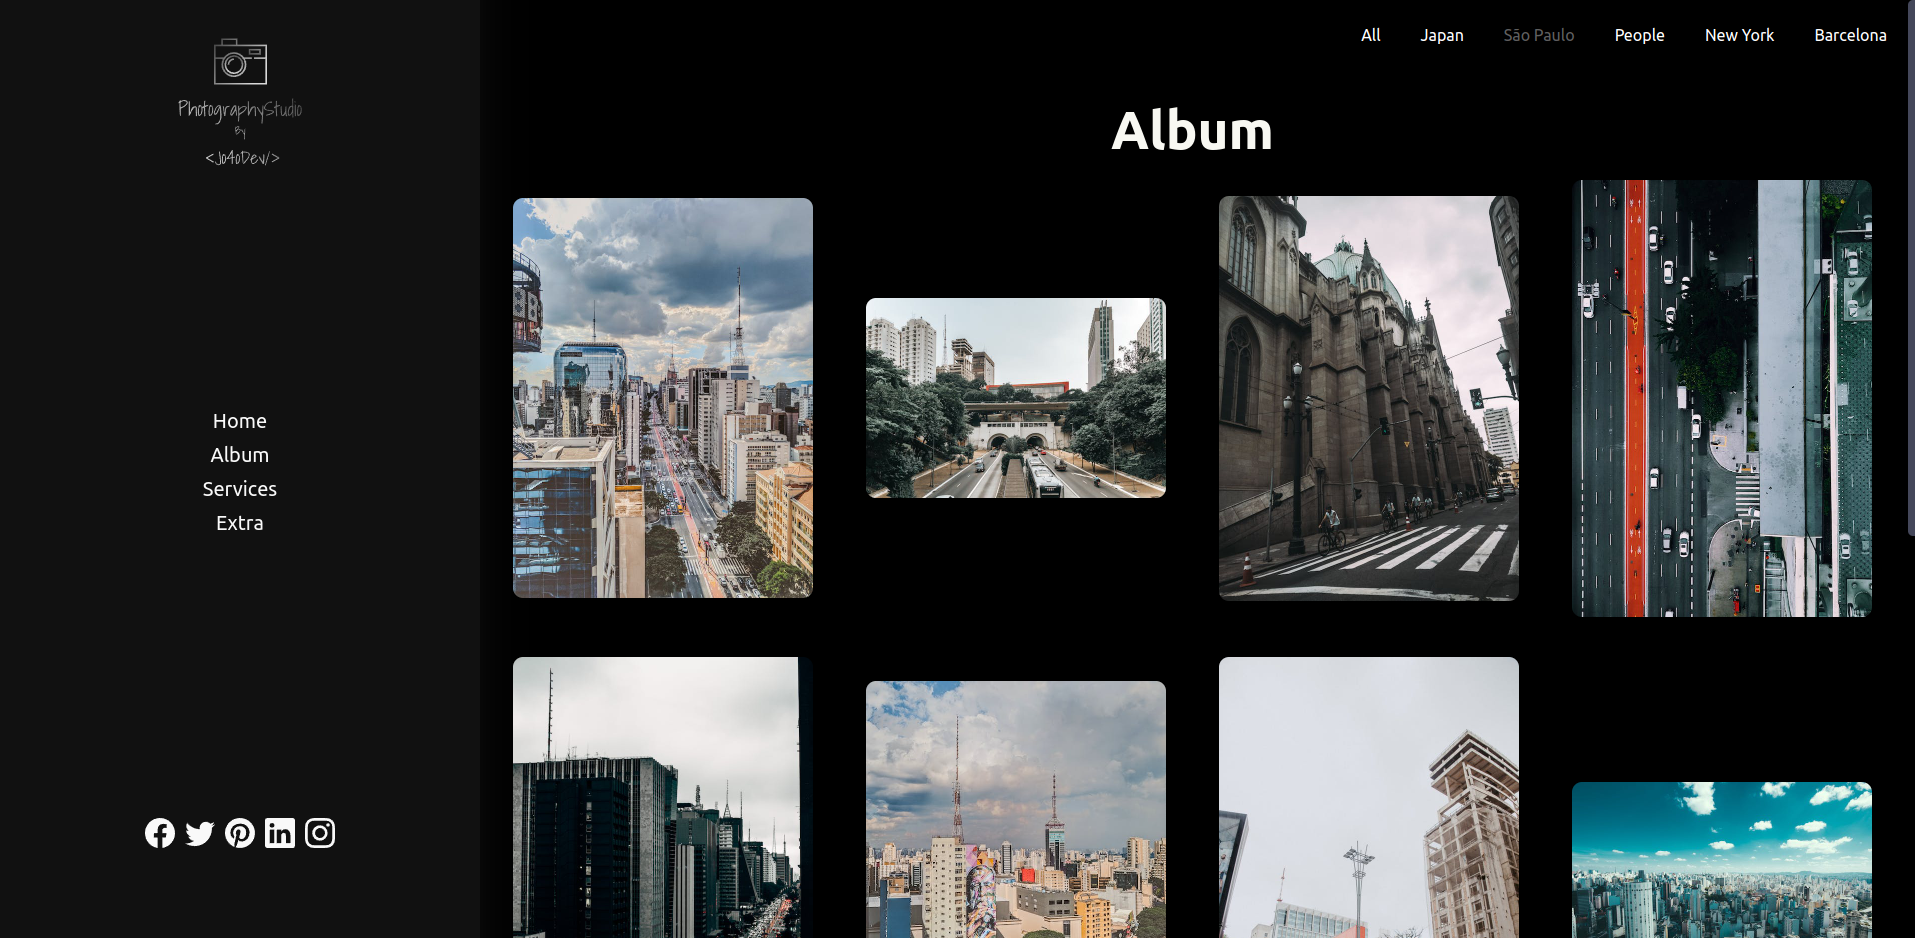 PhotographyStudio
By
<Jo4oDev/>
Home
Album
Services
Extra
All Japan São Paulo People New York Barcelona
Album